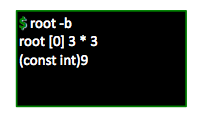 $ root -b
root [0] 3 * 3
(const int)9